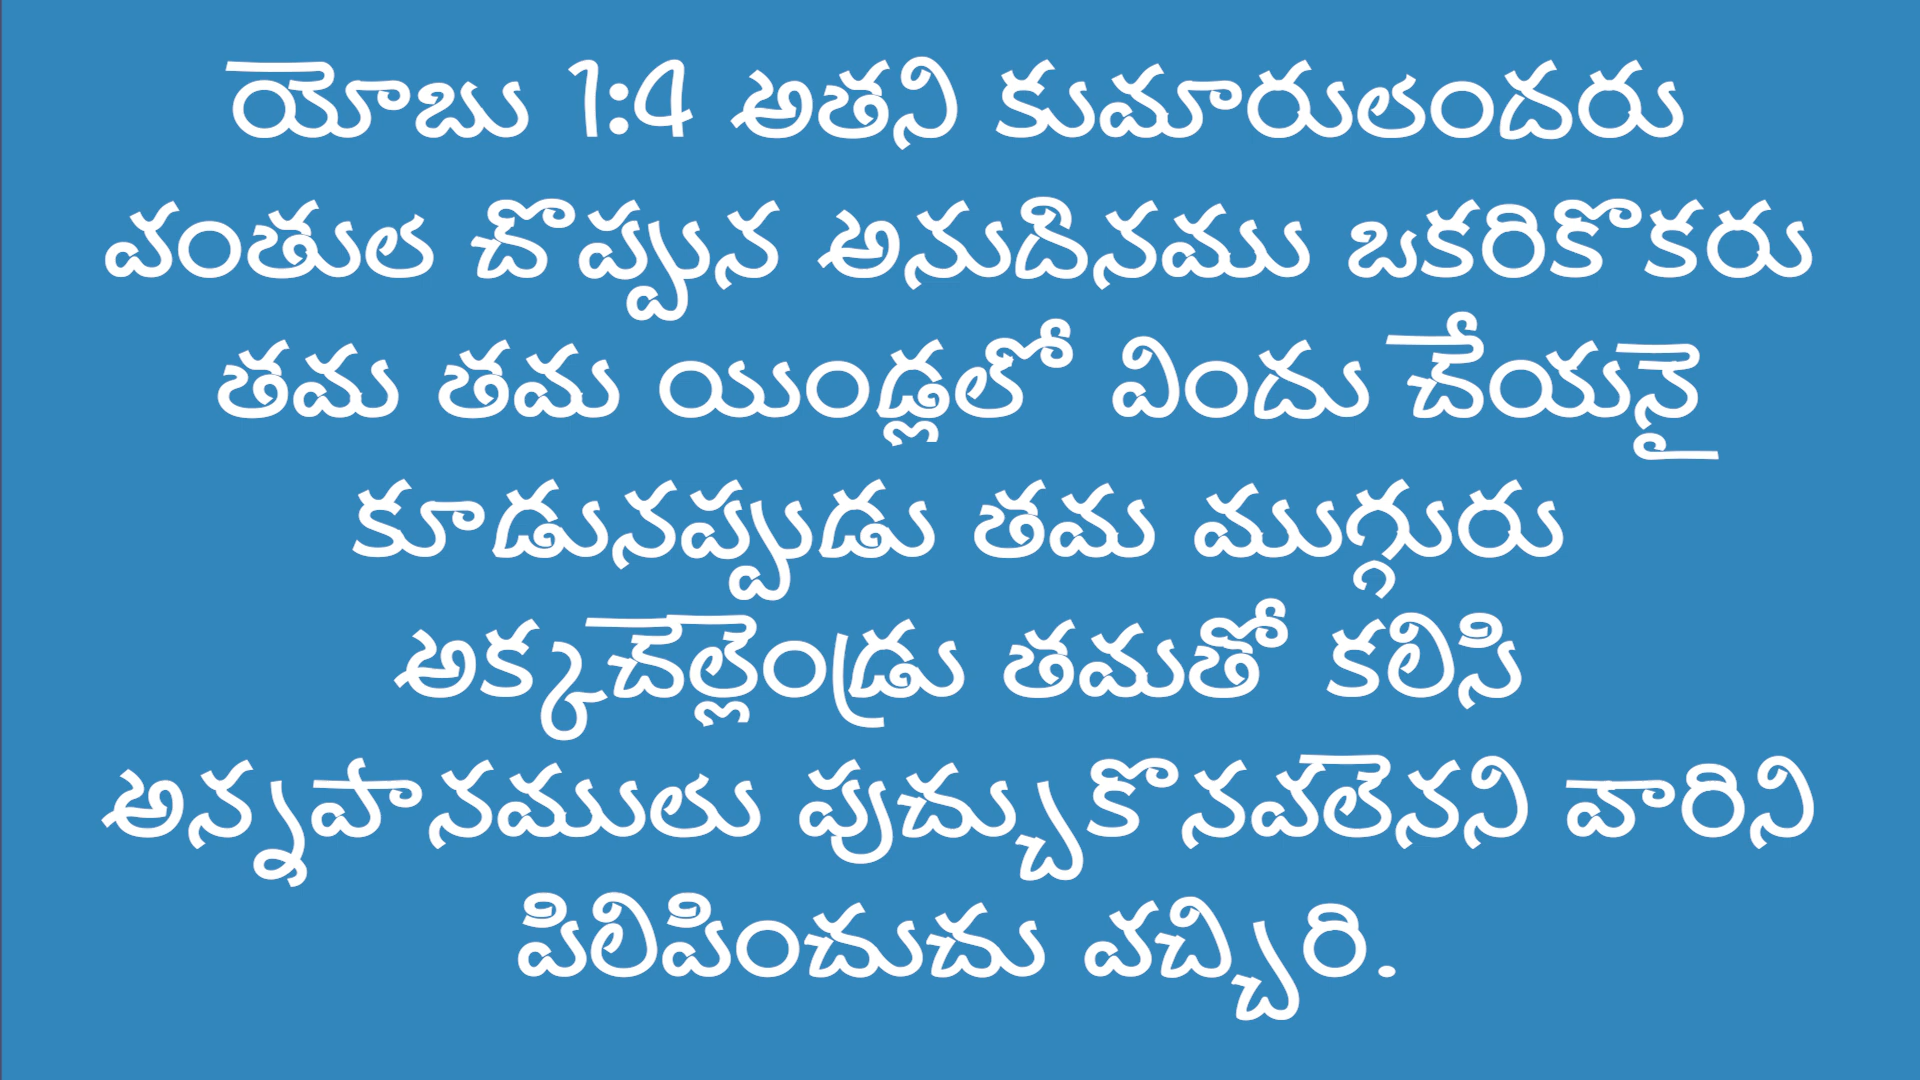 యోబు 1:4 అతని కుమారులందరు
వంతుల చొప్పున అనుదినము ఒకరికొకరు
తమ తమ యిండ్లలో విందు చేయనై
కూడునప్పుడు తమ ముగ్గురు
అక్కచెల్లెండ్రు తమతో కలిసి
అన్నపానములు పుచ్చుకొనవలెనని వారిని
పిలిపించుచు వచ్చిరి.